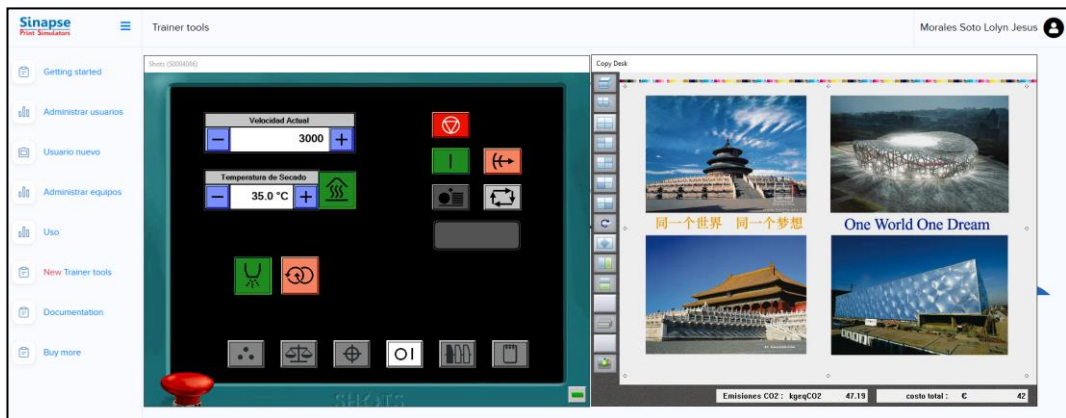 Sinapse
Print Simulators
Trainer tools
Morales Soto Lolyn Jesus
Getting started
Administrar usuarios
Usuario nuevo
Administrar equipos
Uso
New Trainer tools
Documentation
Buy more
Shots (S0004086)
Velocidad Actual
3000
Temperatura de Secado
35.0 °C
SHOTS
Copy Desk
同一个世界 同一个梦想
One World One Dream
Emisiones CO2 : kgeqCO2 47.19
costo total : € 42